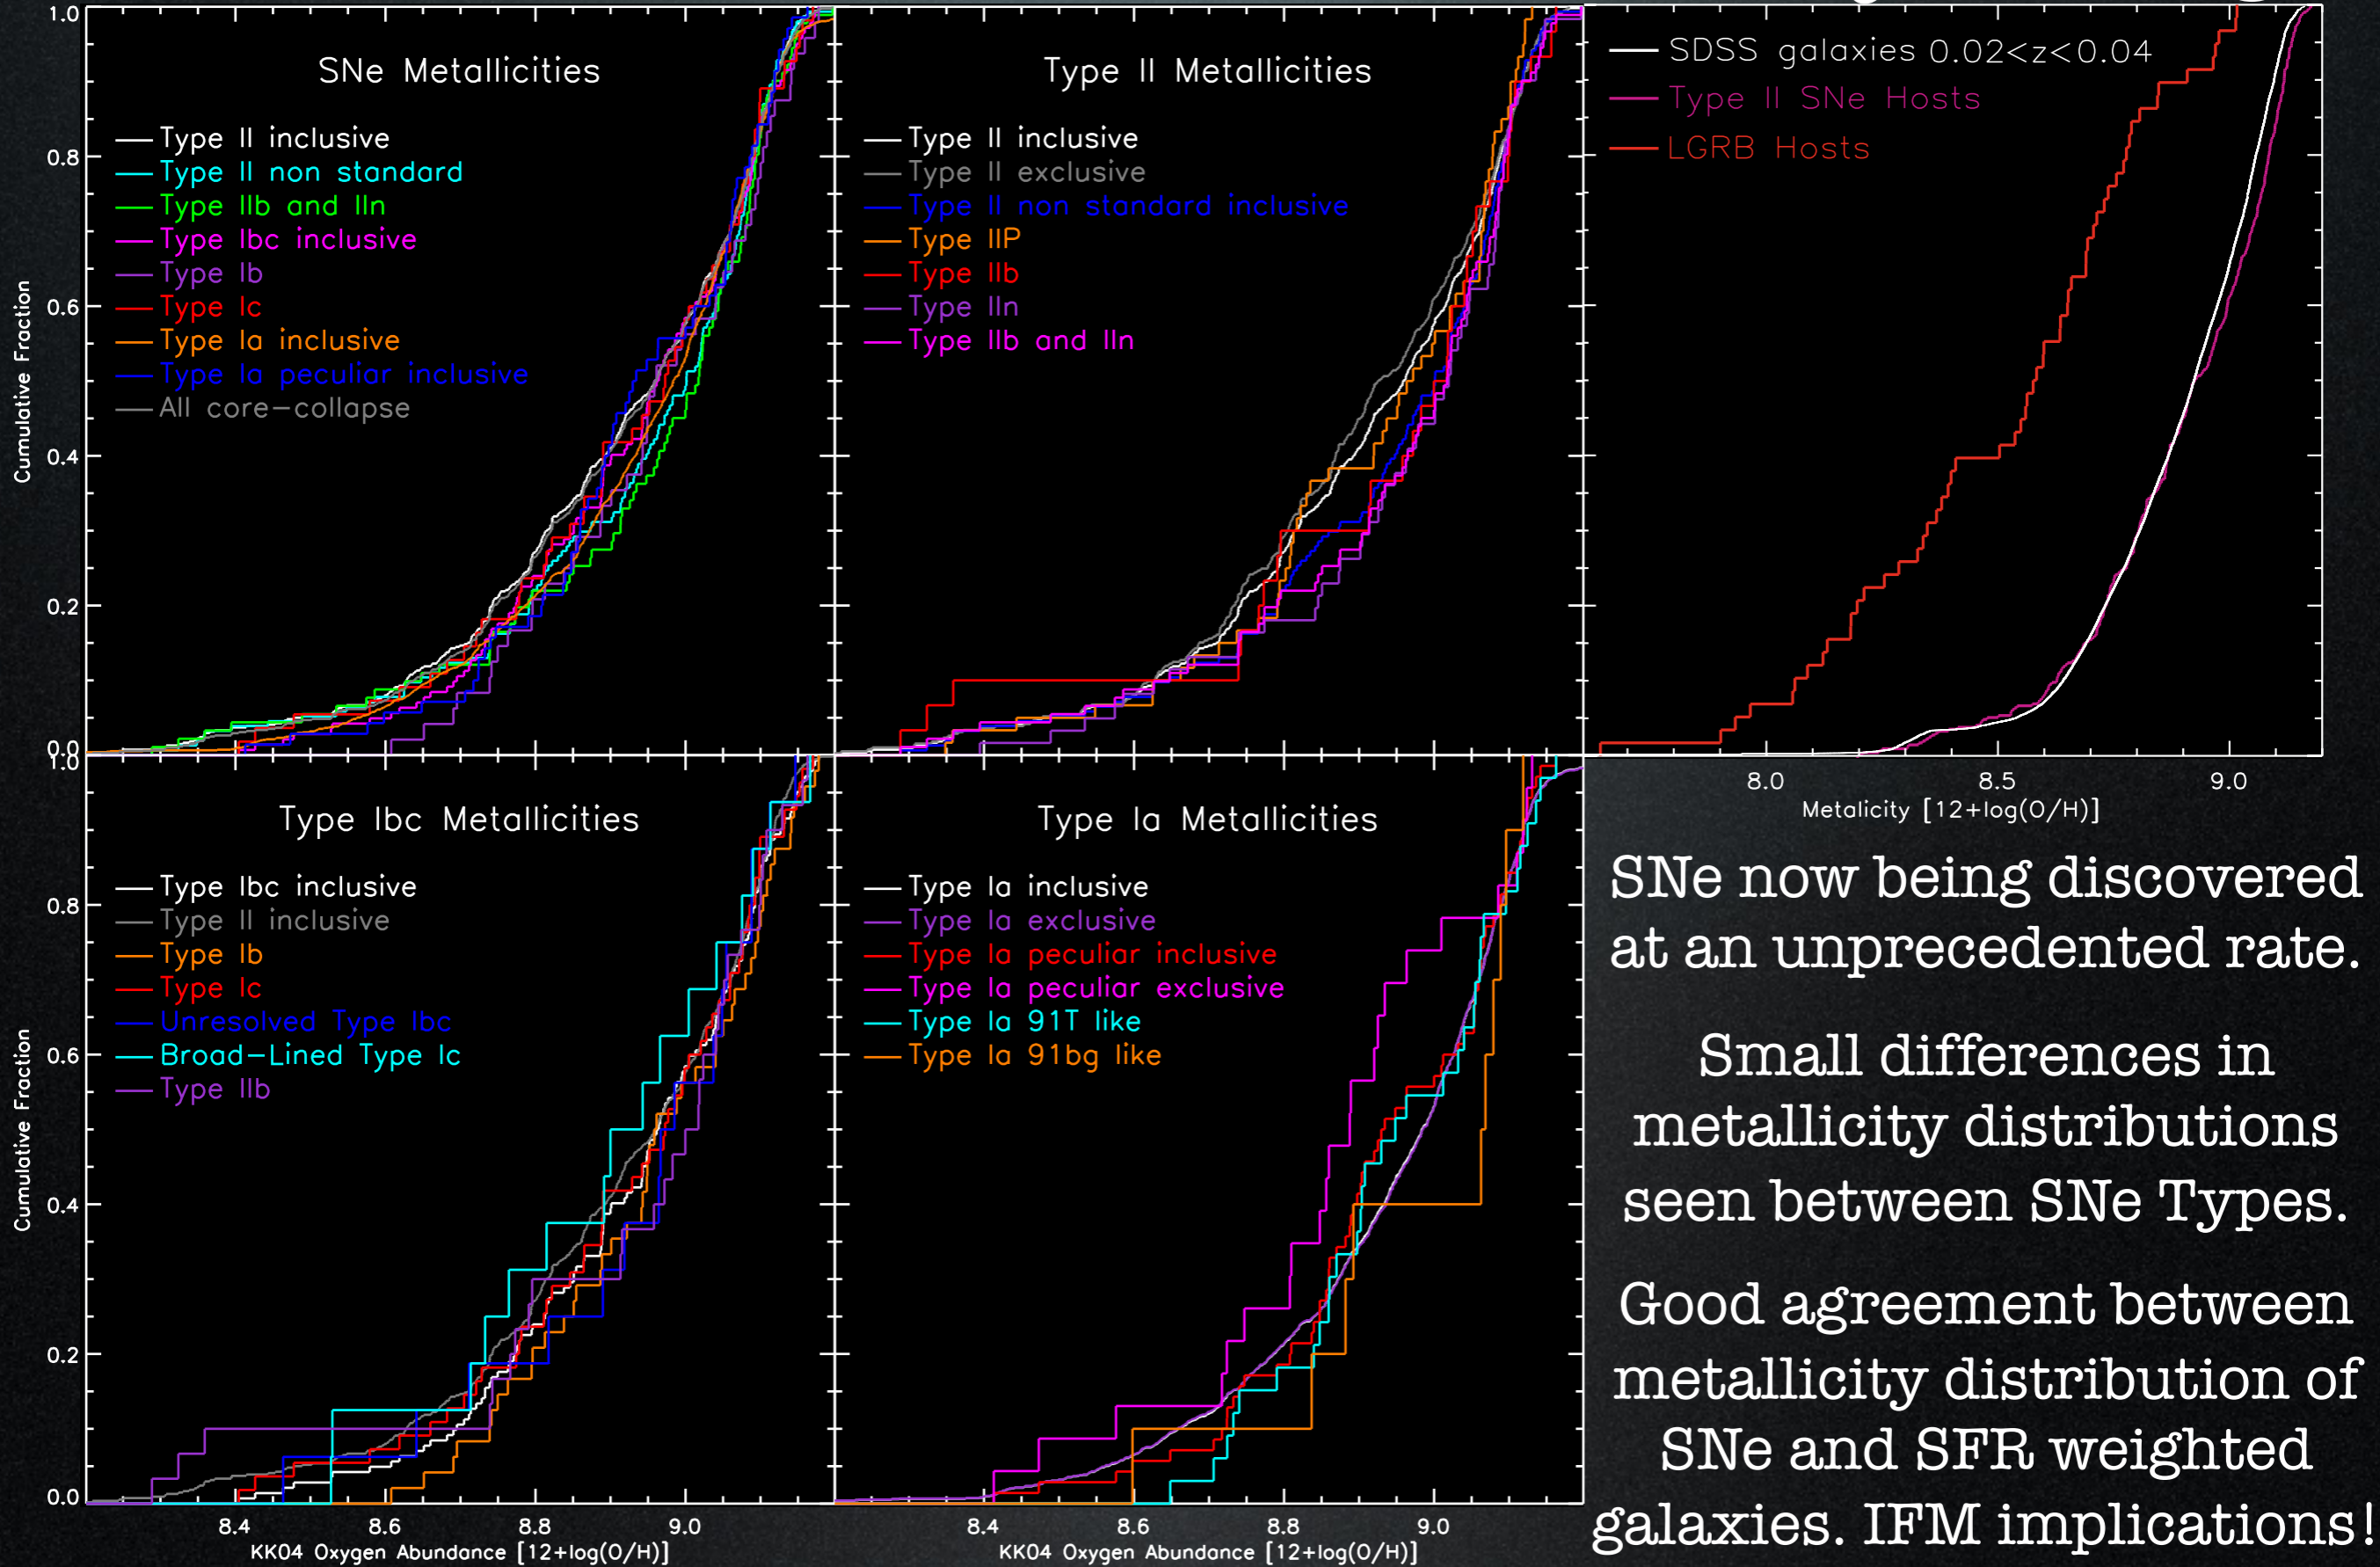 SNe Metallicities
Type II inclusive
Type II non standard
Type IIb and IIn
Type Ibc inclusive
Type Ib
Type Ic
Type Ia inclusive
Type Ia peculiar inclusive
All core-collapse
Cumulative Fraction
1.0
0.8
0.6
0.4
0.2
0.0
Type II Metallicities
Type II inclusive
Type II exclusive
Type II non standard inclusive
Type IIP
Type IIb
Type IIn
Type IIb and IIn
SDSS galaxies 0.02<z<0.04
Type II SNe Hosts
LGRB Hosts
8.0 8.5 9.0
Metalicity [12+log(O/H)]
Type Ibc Metallicities
Type Ibc inclusive
Type II inclusive
Type Ib
Type Ic
Unresolved Type Ibc
Broad-Lined Type Ic
Type IIb
Cumulative Fraction
1.0
0.8
0.6
0.4
0.2
0.0
8.4 8.6 8.8 9.0
KK04 Oxygen Abundance [12+log(O/H)]
Type Ia Metallicities
Type Ia inclusive
Type Ia exclusive
Type Ia peculiar inclusive
Type Ia peculiar exclusive
Type Ia 91T like
Type Ia 91bg like
8.4 8.6 8.8 9.0
KK04 Oxygen Abundance [12+log(O/H)]
SNe now being discovered
at an unprecedented rate.
Small differences in
metallicity distributions
seen between SNe Types.
Good agreement between
metallicity distribution of
SNe and SFR weighted
galaxies. IFM implications!